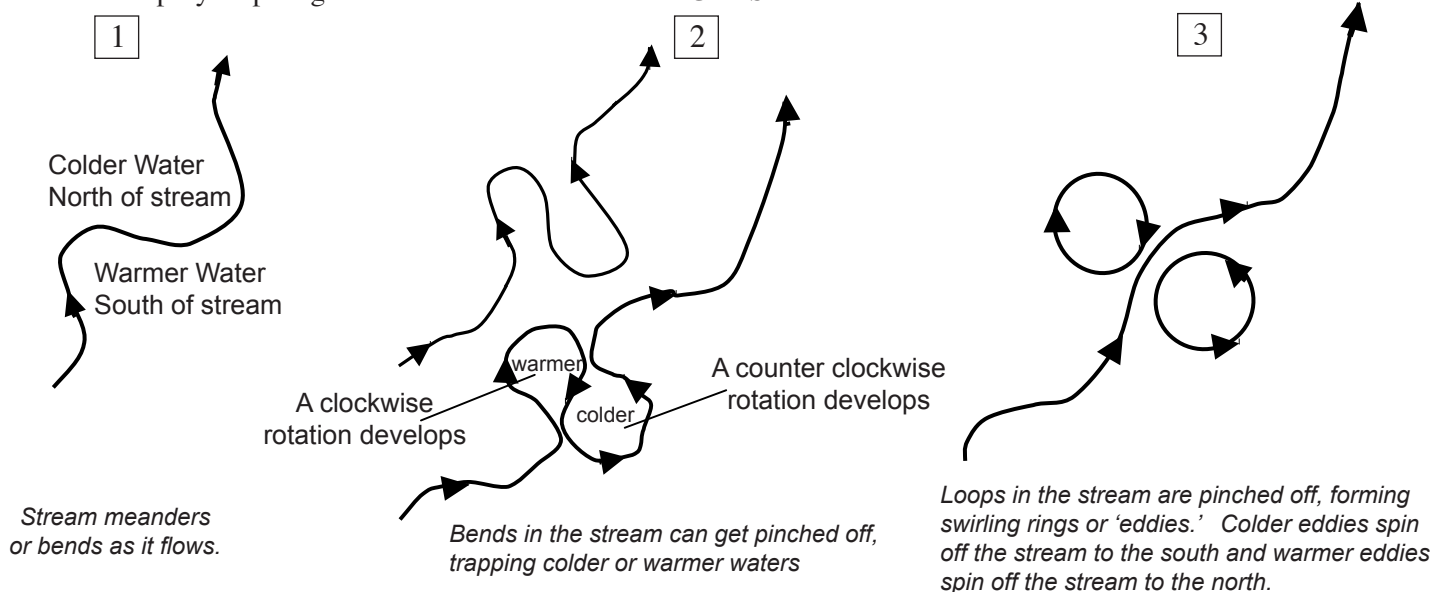 1
2
3
Colder Water
North of stream
Warmer Water
South of stream
warmer
colder
A clockwise
rotation develops
A counter clockwise
rotation develops
Stream meanders
or bends as it flows.
Bends in the stream can get pinched off,
trapping colder or warmer waters
Loops in the stream are pinched off, forming
swirling rings or ‘eddies.’ Colder eddies spin
off the stream to the south and warmer eddies
spin off the stream to the north.